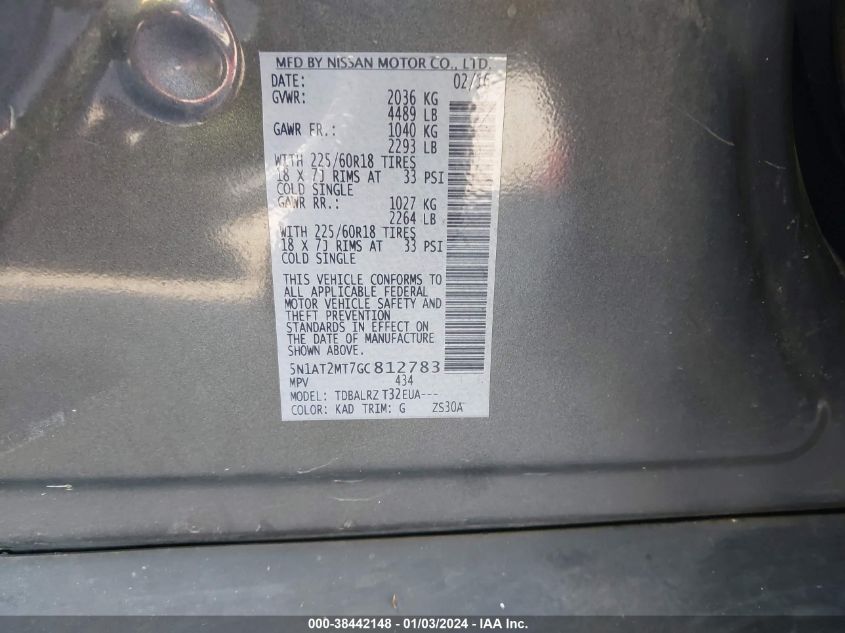 MFD BY NISSAN MOTOR CO., LTD.
DATE: 02/16
GVWR: 2036 KG
4489 LB
GAWR FR.: 1040 KG
2293 LB
WITH 225/60R18 TIRES
18 X 7J RIMS AT 33 PSI
COLD SINGLE
GAWR RR.: 1027 KG
2264 LB
WITH 225/60R18 TIRES
18 X 7J RIMS AT 33 PSI
COLD SINGLE
THIS VEHICLE CONFORMS TO
ALL APPLICABLE FEDERAL
MOTOR VEHICLE SAFETY AND
THEFT PREVENTION
STANDARDS IN EFFECT ON
THE DATE OF MANUFACTURE
SHOWN ABOVE.
5N1AT2MT7GC812783
MPV 434
MODEL: TDBALRZ T32EUA---
COLOR: KAD TRIM: G ZS30A
000-38442148 - 01/03/2024 - IAA Inc.